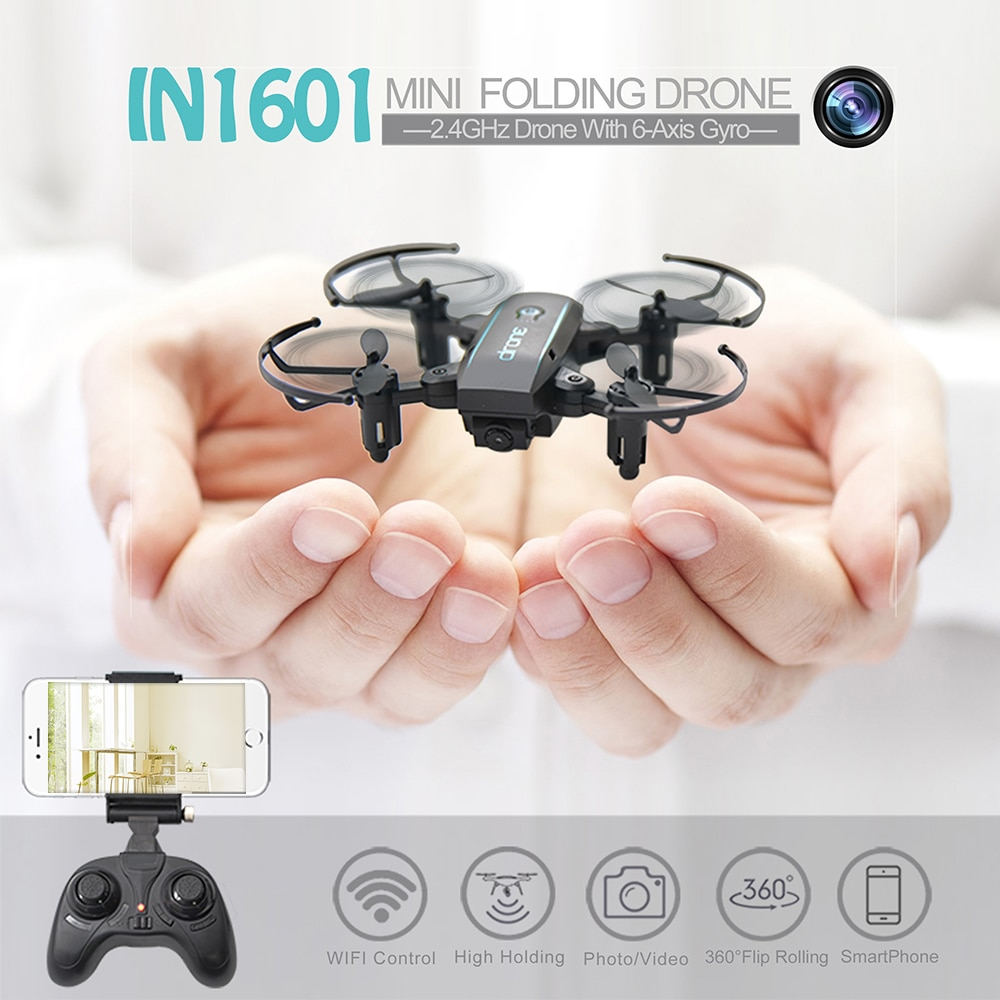 IN1601
MINI FOLDING DRONE
—2.4GHz Drone With 6-Axis Gyro—
drone
360°
WIFI Control
High Holding
Photo/Video
360°Flip Rolling
SmartPhone